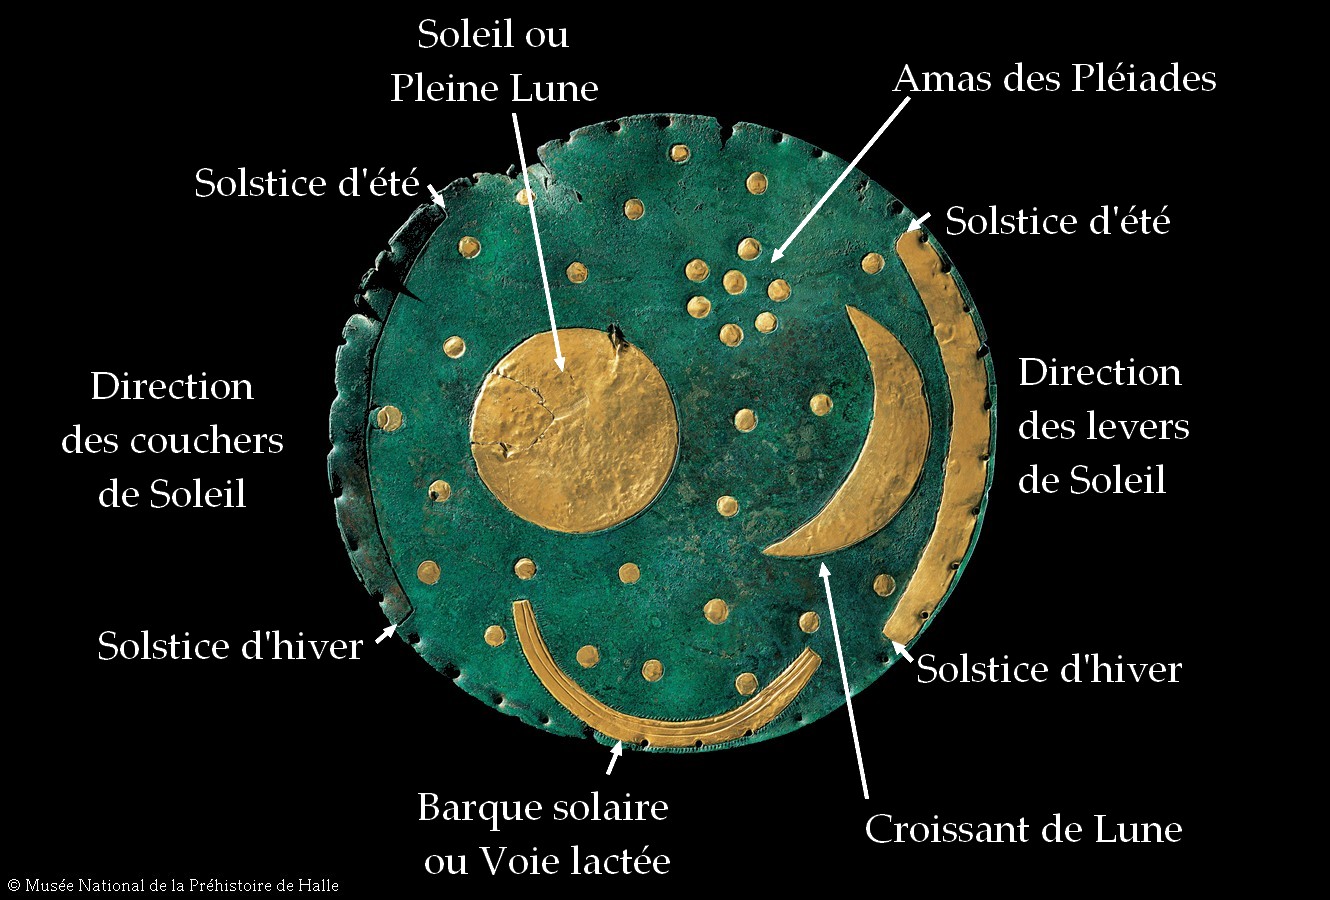 Soleil ou
Pleine Lune
Amas des Pléiades
Solstice d'été
Solstice d'été
Direction
des couchers
de Soleil
Direction
des levers
de Soleil
Solstice d'hiver
Solstice d'hiver
Barque solaire
ou Voie lactée
Croissant de Lune
© Musée National de la Préhistoire de Halle